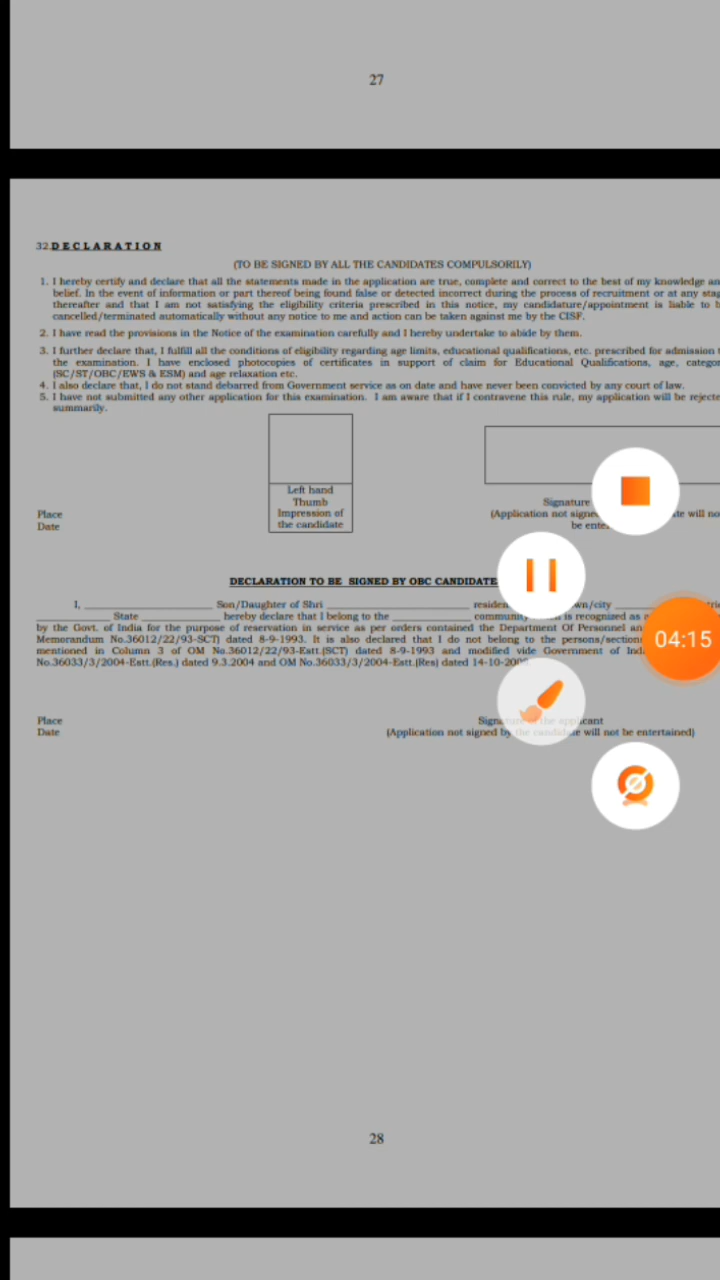 27
32.DECLARATION
(TO BE SIGNED BY ALL THE CANDIDATES COMPULSORILY)
1. I hereby certify and declare that all the statements made in the application are true, complete and correct to the best of my knowledge an
belief. In the event of information or part thereof being found false or detected incorrect during the process of recruitment or at any stag
thereafter and that I am not satisfying the eligibility criteria prescribed in this notice, my candidature/appointment is liable to b
cancelled/terminated automatically without any notice to me and action can be taken against me by the CISF.
2. I have read the provisions in the Notice of the examination carefully and I hereby undertake to abide by them.
3. I further declare that, I fulfill all the conditions of eligibility regarding age limits, educational qualifications, etc. prescribed for admission t
the examination. I have enclosed photocopies of certificates in support of claim for Educational Qualifications, age, categor
(SC/ST/OBC/EWS & ESM) and age relaxation etc.
4. I also declare that, I do not stand debarred from Government service as on date and have never been convicted by any court of law.
5. I have not submitted any other application for this examination. I am aware that if I contravene this rule, my application will be rejecte
summarily.
Left hand
Thumb
Impression of
the candidate
Signature
(Application not signe te will no
be ente
Place
Date
DECLARATION TO BE SIGNED BY OBC CANDIDATE
I, ____________________ Son/Daughter of Shri ______________________ residen wn/city ________ tric
________________ State ________________ hereby declare that I belong to the ____________ community is recognized as a
by the Govt. of India for the purpose of reservation in service as per orders contained the Department Of Personnel an
Memorandum No.36012/22/93-SCT) dated 8-9-1993. It is also declared that I do not belong to the persons/section
mentioned in Column 3 of OM No.36012/22/93-Estt.(SCT) dated 8-9-1993 and modified vide Government of Ind
No.36033/3/2004-Estt.(Res.) dated 9.3.2004 and OM No.36033/3/2004-Estt.(Res) dated 14-10-200
04:15
Place
Date
Signature of the applicant
(Application not signed by the candidate will not be entertained)
28